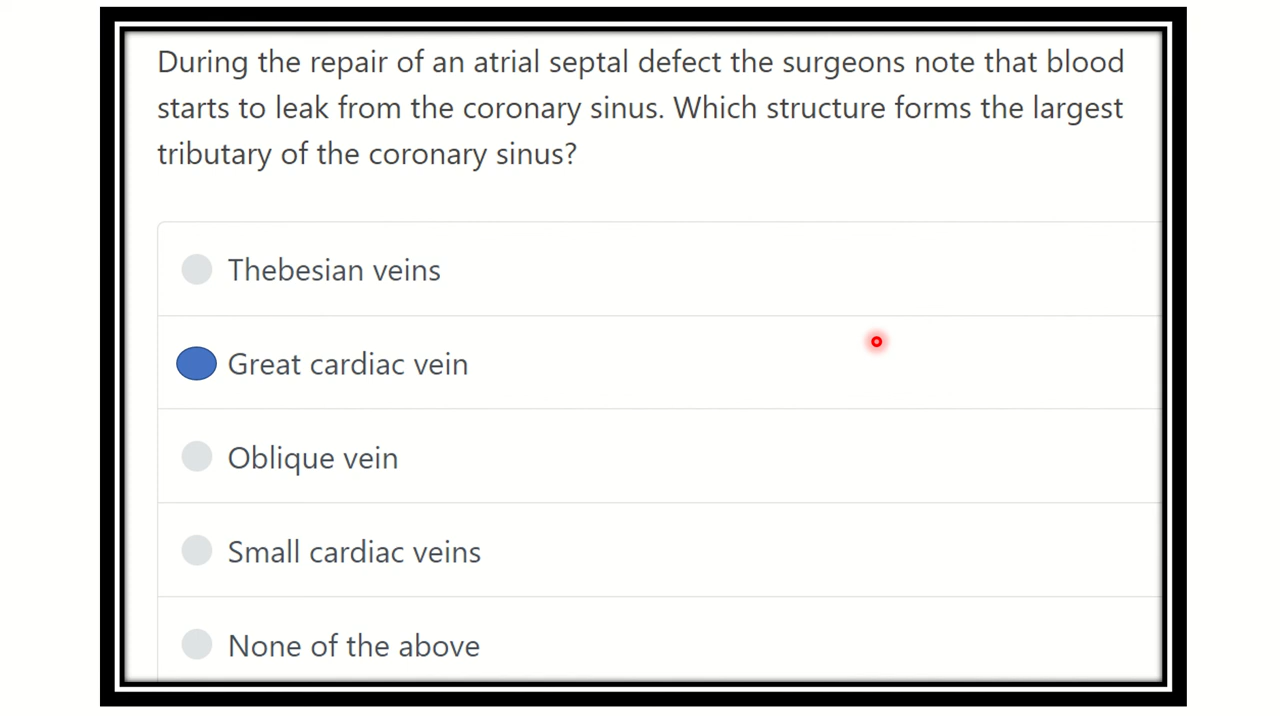 During the repair of an atrial septal defect the surgeons note that blood
starts to leak from the coronary sinus. Which structure forms the largest
tributary of the coronary sinus?
Thebesian veins
Great cardiac vein
Oblique vein
Small cardiac veins
None of the above